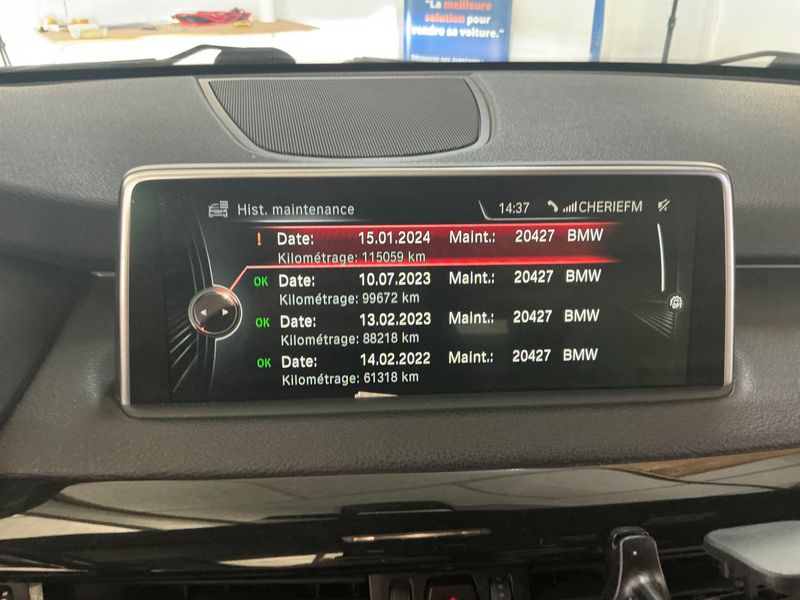 "La meilleure
solution pour
vendre sa voiture."
Hist. maintenance
14:37 CHERIEFM
! Date: 15.01.2024 Maint.: 20427 BMW
Kilométrage: 115059 km
OK Date: 10.07.2023 Maint.: 20427 BMW
Kilométrage: 99672 km
OK Date: 13.02.2023 Maint.: 20427 BMW
Kilométrage: 88218 km
OK Date: 14.02.2022 Maint.: 20427 BMW
Kilométrage: 61318 km